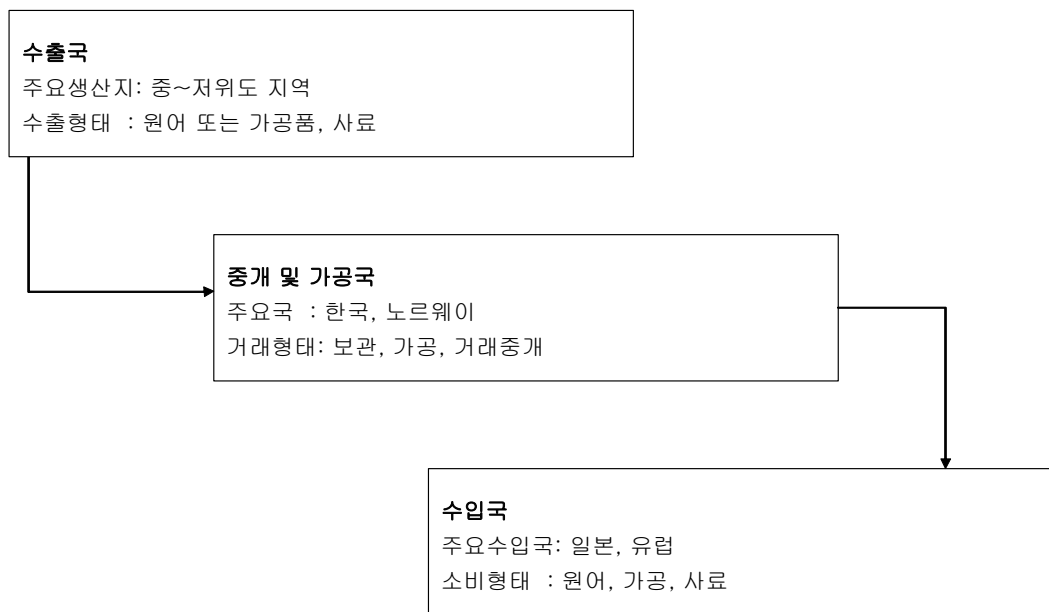 수출국
주요생산지: 중~저위도 지역
수출형태 : 원어 또는 가공품, 사료
중개 및 가공국
주요국 : 한국, 노르웨이
거래형태: 보관, 가공, 거래중개
수입국
주요수입국: 일본, 유럽
소비형태 : 원어, 가공, 사료